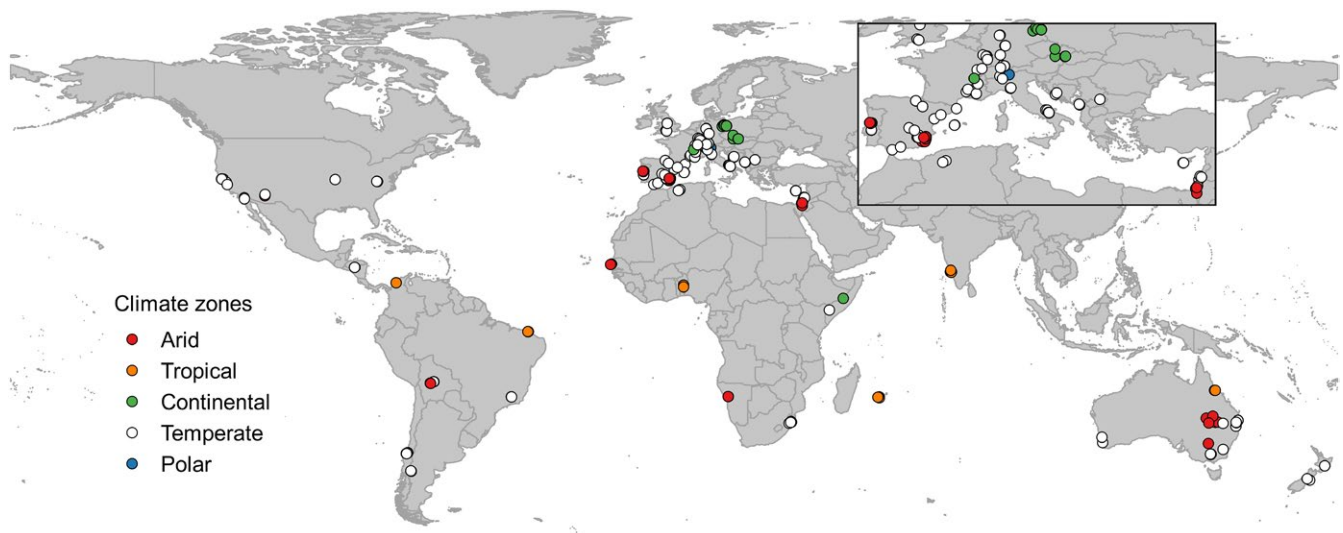 Climate zones
Arid
Tropical
Continental
Temperate
Polar